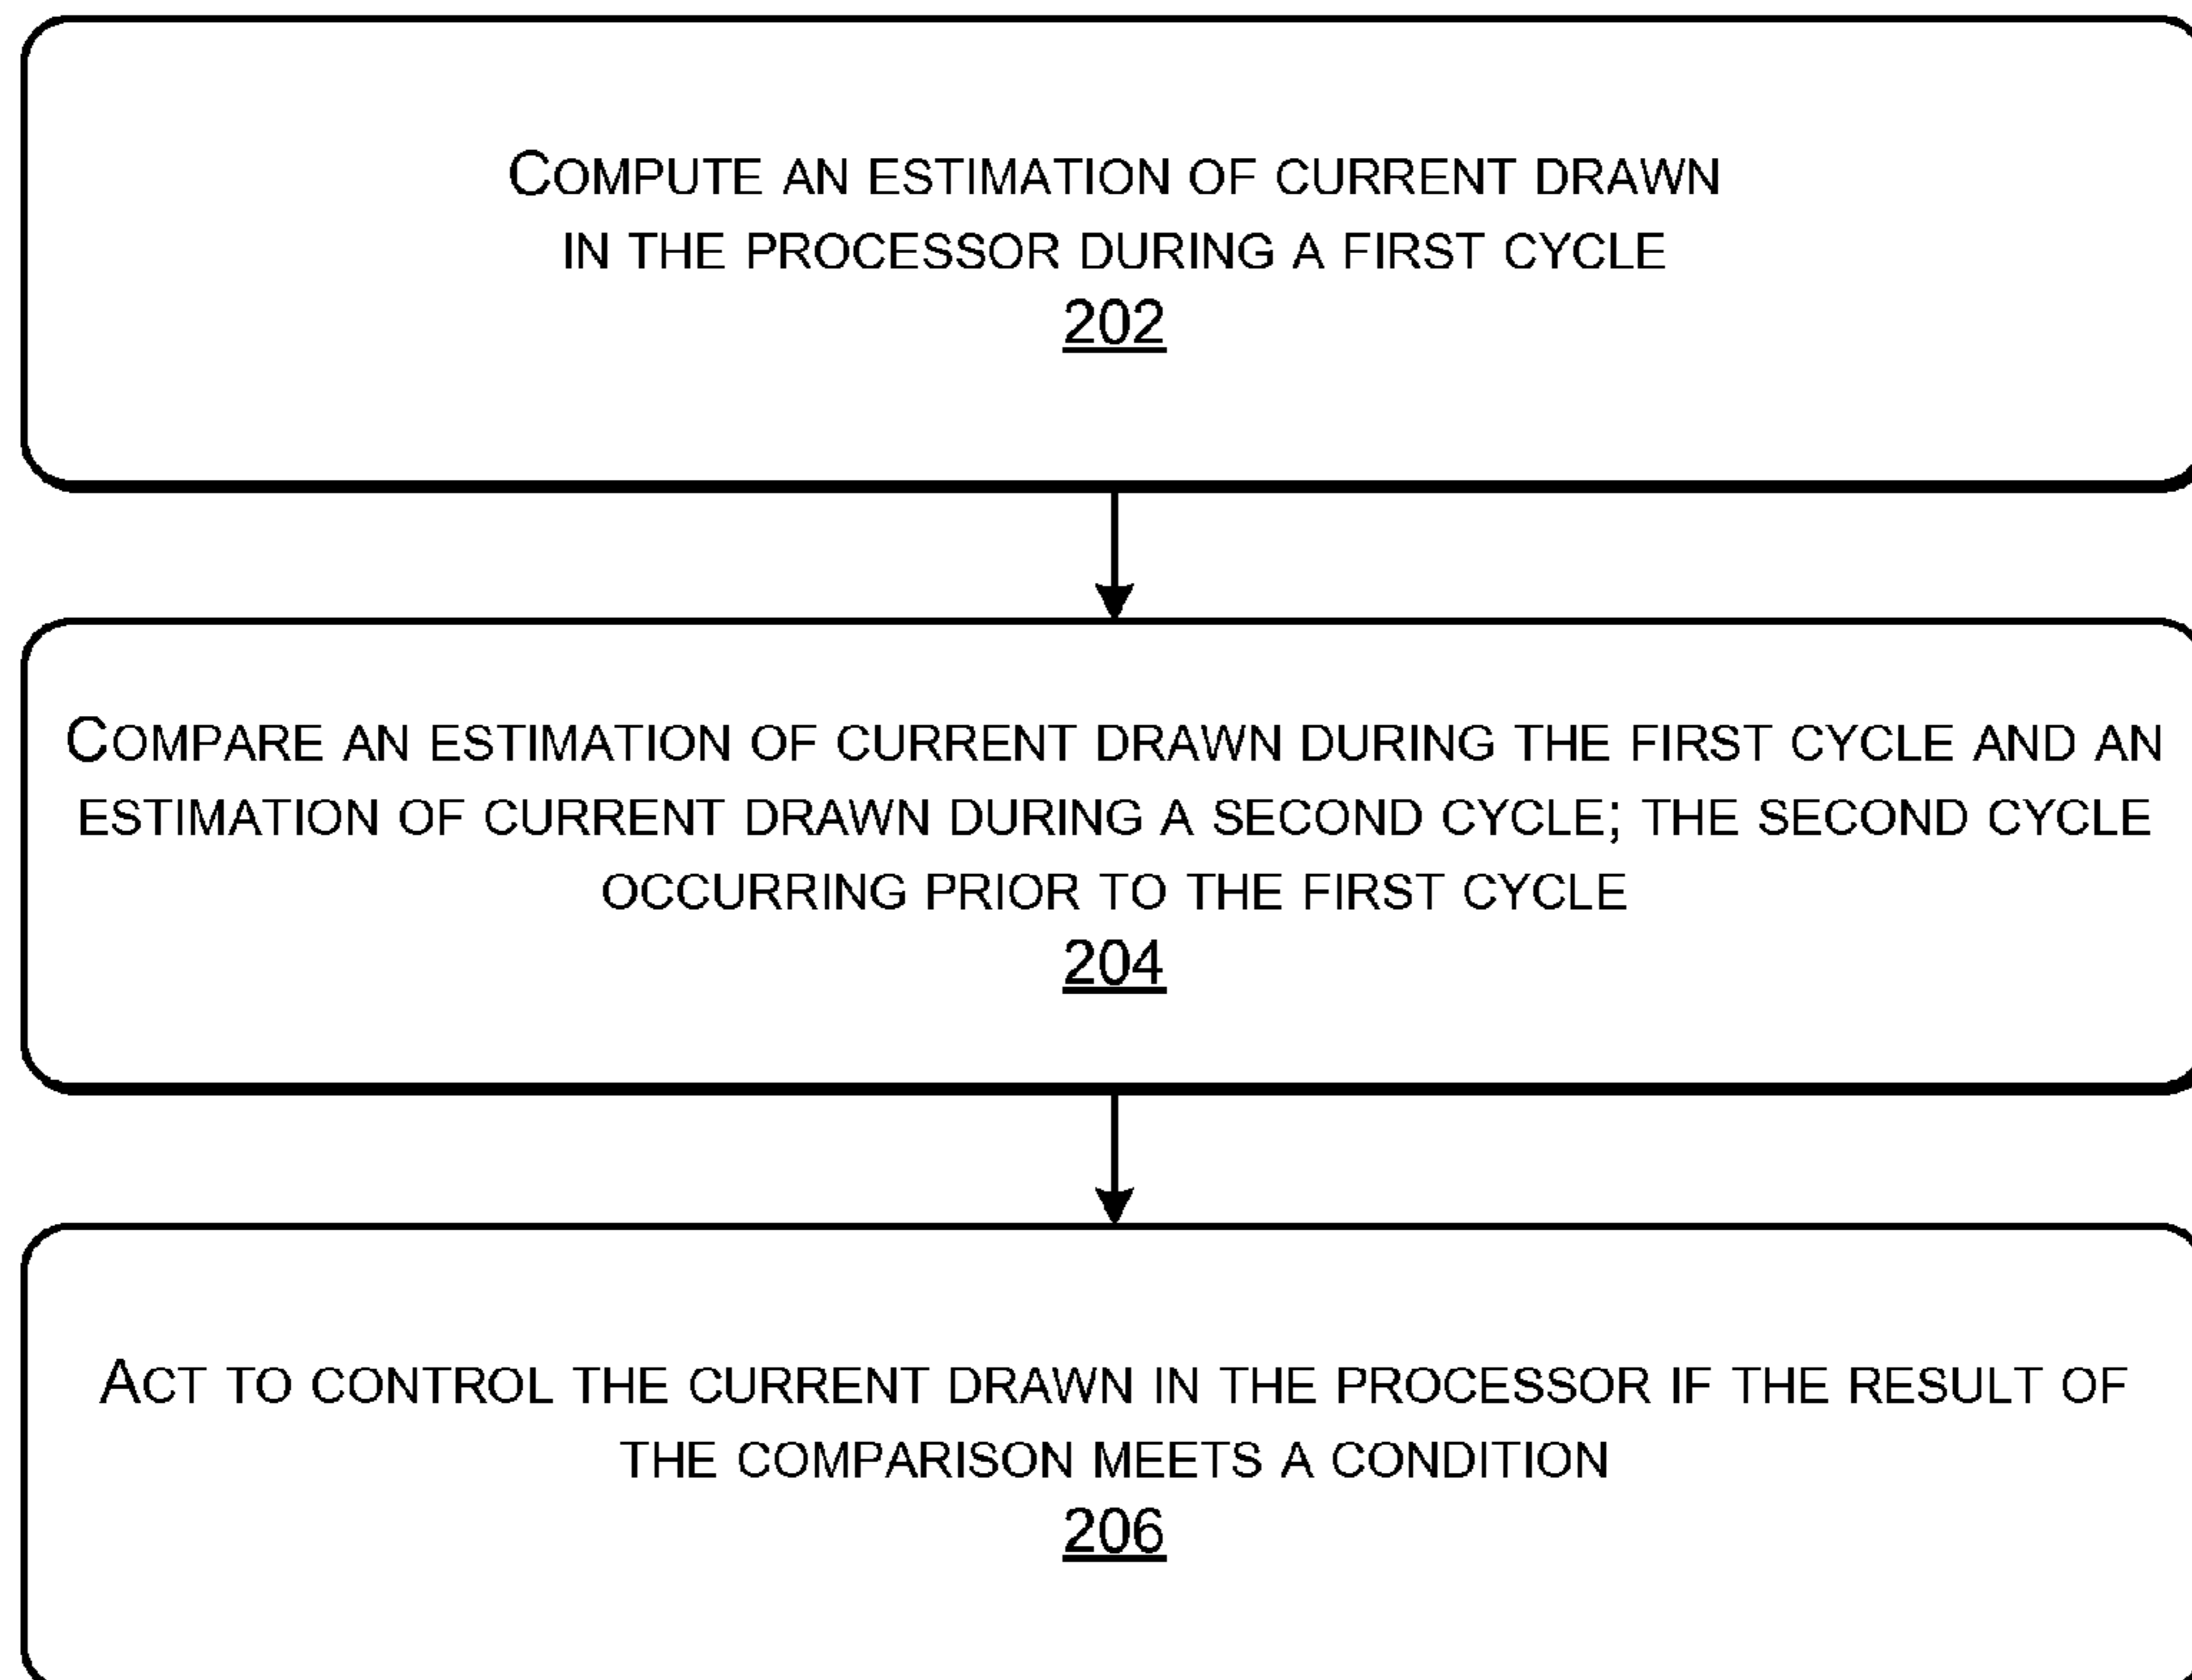 COMPUTE AN ESTIMATION OF CURRENT DRAWN
IN THE PROCESSOR DURING A FIRST CYCLE
202
COMPARE AN ESTIMATION OF CURRENT DRAWN DURING THE FIRST CYCLE AND AN
ESTIMATION OF CURRENT DRAWN DURING A SECOND CYCLE; THE SECOND CYCLE
OCCURRING PRIOR TO THE FIRST CYCLE
204
ACT TO CONTROL THE CURRENT DRAWN IN THE PROCESSOR IF THE RESULT OF
THE COMPARISON MEETS A CONDITION
206